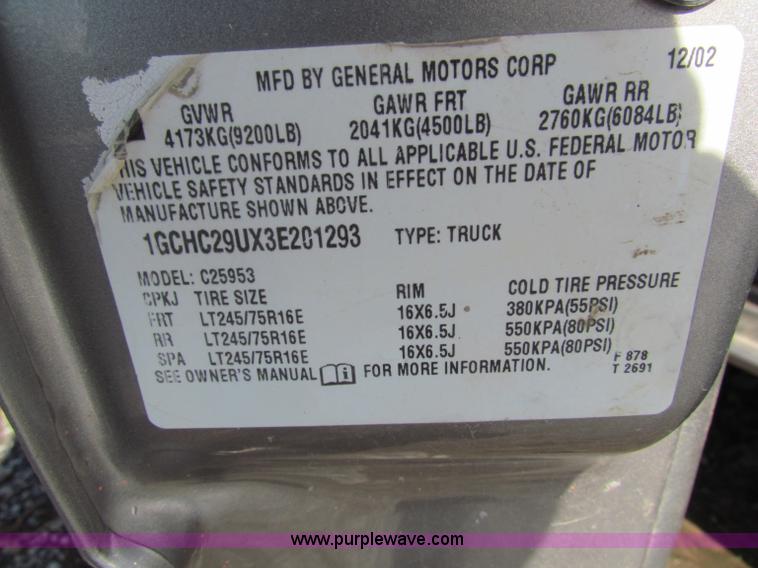 MFD BY GENERAL MOTORS CORP 12/02
GVWR GAWR FRT GAWR RR
4173KG(9200LB) 2041KG(4500LB) 2760KG(6084LB)
HIS VEHICLE CONFORMS TO ALL APPLICABLE U.S. FEDERAL MOTOR
VEHICLE SAFETY STANDARDS IN EFFECT ON THE DATE OF
MANUFACTURE SHOWN ABOVE.
1GCHC29UX3E201293 TYPE: TRUCK
MODEL: C25953
CPKJ TIRE SIZE RIM COLD TIRE PRESSURE
FRT LT245/75R16E 16X6.5J 380KPA(55PSI)
RR LT245/75R16E 16X6.5J 550KPA(80PSI)
SPA LT245/75R16E 16X6.5J 550KPA(80PSI)
SEE OWNER'S MANUAL FOR MORE INFORMATION.
F 878
T 2691
www.purplewave.com